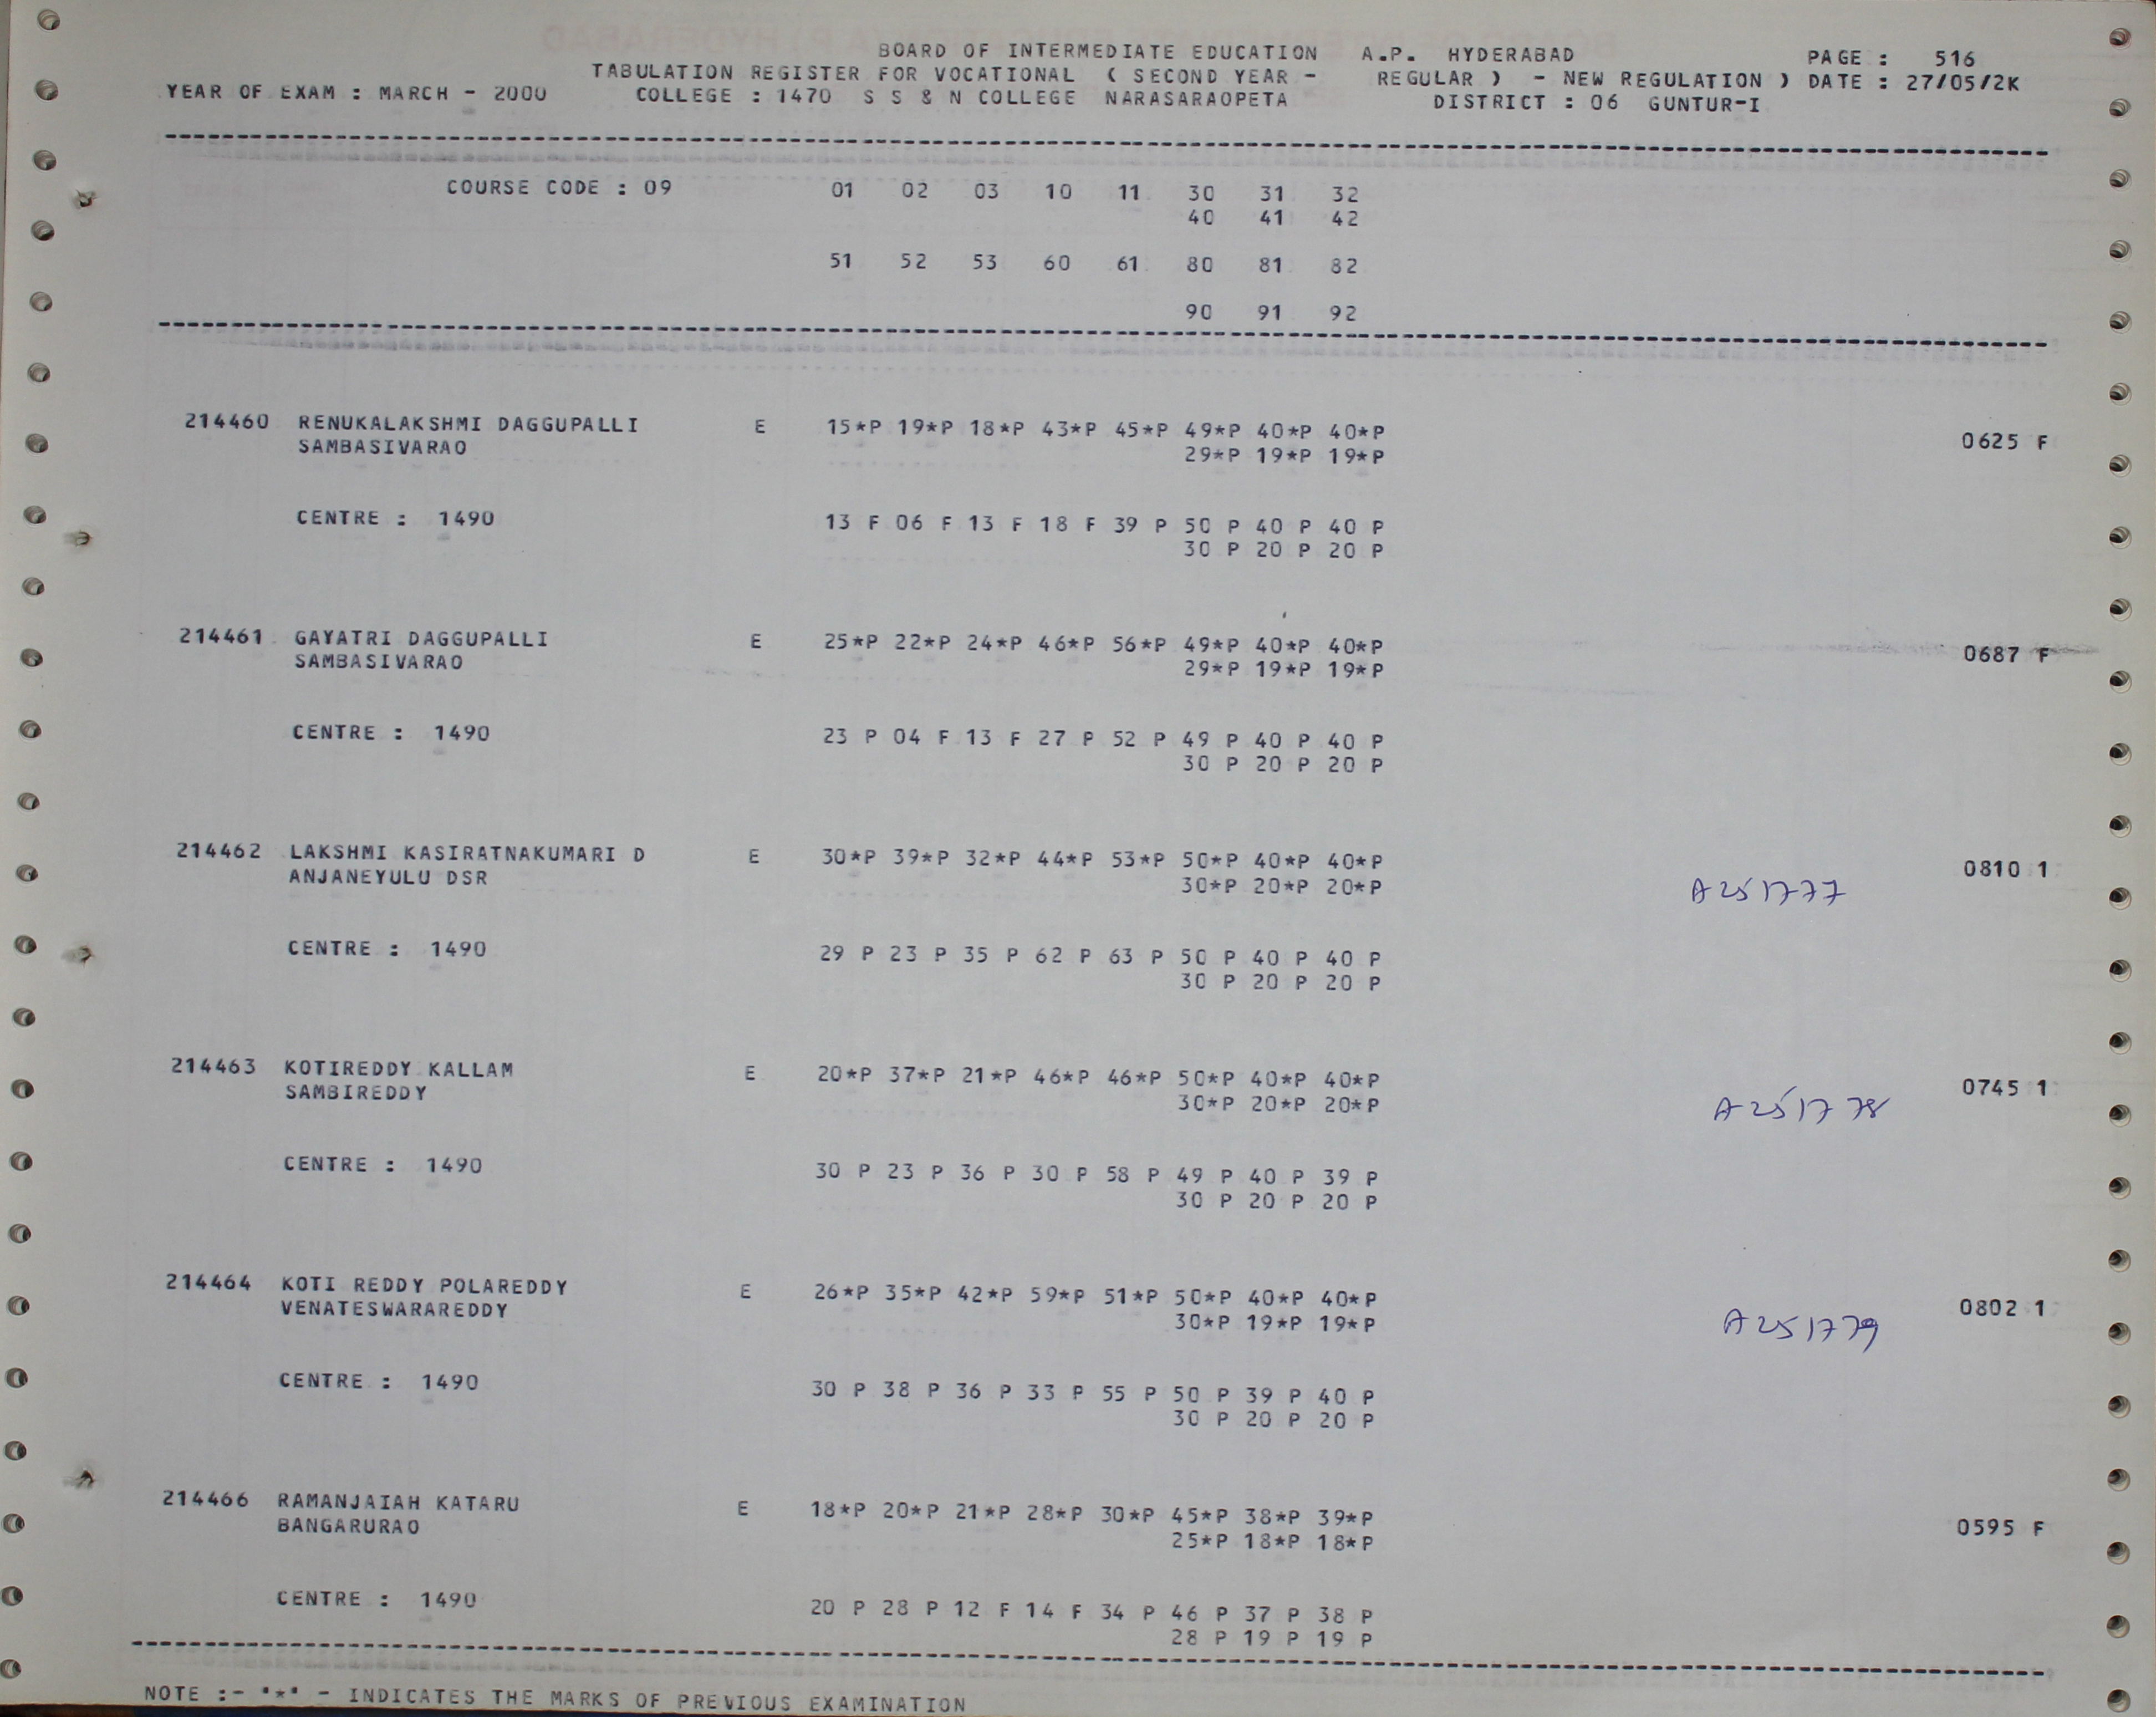 BOARD OF INTERMEDIATE EDUCATION A.P. HYDERABAD PAGE : 516
TABULATION REGISTER FOR VOCATIONAL ( SECOND YEAR - REGULAR ) - NEW REGULATION ) DATE : 27/05/2K
YEAR OF EXAM : MARCH - 2000 COLLEGE : 1470 S S & N COLLEGE NARASARAOPETA DISTRICT : 06 GUNTUR-I
COURSE CODE : 09 01 02 03 10 11 30 31 32
40 41 42
51 52 53 60 61 80 81 82
90 91 92
214460 RENUKALAKSHMI DAGGUPALLI E 15*P 19*P 18*P 43*P 45*P 49*P 40*P 40*P 0625 F
SAMBASIVARAO 29*P 19*P 19*P
CENTRE : 1490 13 F 06 F 13 F 18 F 39 P 50 P 40 P 40 P
30 P 20 P 20 P
214461 GAYATRI DAGGUPALLI E 25*P 22*P 24*P 46*P 56*P 49*P 40*P 40*P 0687 F
SAMBASIVARAO 29*P 19*P 19*P
CENTRE : 1490 23 P 04 F 13 F 27 P 52 P 49 P 40 P 40 P
30 P 20 P 20 P
214462 LAKSHMI KASIRATNAKUMARI D E 30*P 39*P 32*P 44*P 53*P 50*P 40*P 40*P 0810 1
ANJANEYULU DSR 30*P 20*P 20*P A251777
CENTRE : 1490 29 P 23 P 35 P 62 P 63 P 50 P 40 P 40 P
30 P 20 P 20 P
214463 KOTIREDDY KALLAM E 20*P 37*P 21*P 46*P 46*P 50*P 40*P 40*P 0745 1
SAMBIREDDY 30*P 20*P 20*P A251778
CENTRE : 1490 30 P 23 P 36 P 30 P 58 P 49 P 40 P 39 P
30 P 20 P 20 P
214464 KOTI REDDY POLAREDDY E 26*P 35*P 42*P 59*P 51*P 50*P 40*P 40*P 0802 1
VENATESWARAREDDY 30*P 19*P 19*P A251779
CENTRE : 1490 30 P 38 P 36 P 33 P 55 P 50 P 39 P 40 P
30 P 20 P 20 P
214466 RAMANJAIAH KATARU E 18*P 20*P 21*P 28*P 30*P 45*P 38*P 39*P 0595 F
BANGARURAO 25*P 18*P 18*P
CENTRE : 1490 20 P 28 P 12 F 14 F 34 P 46 P 37 P 38 P
28 P 19 P 19 P
NOTE :- "*" - INDICATES THE MARKS OF PREVIOUS EXAMINATION